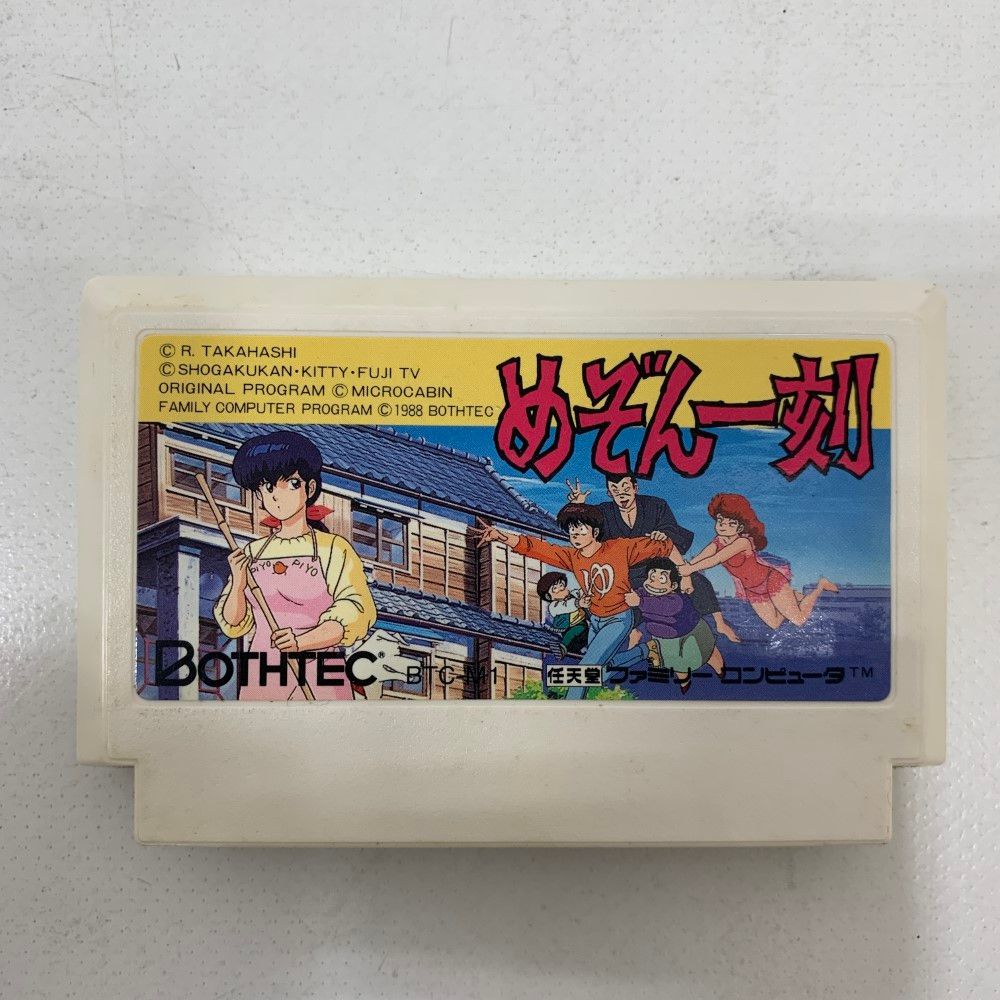 © R. TAKAHASHI
© SHOGAKUKAN・KITTY・FUJI TV
ORIGINAL PROGRAM © MICROCABIN
FAMILY COMPUTER PROGRAM © 1988 BOTHTEC
めぞん一刻
PIYO PIYO
ゆ
BOTHTEC® BTC-M1 任天堂 ファミリー コンピュータ™